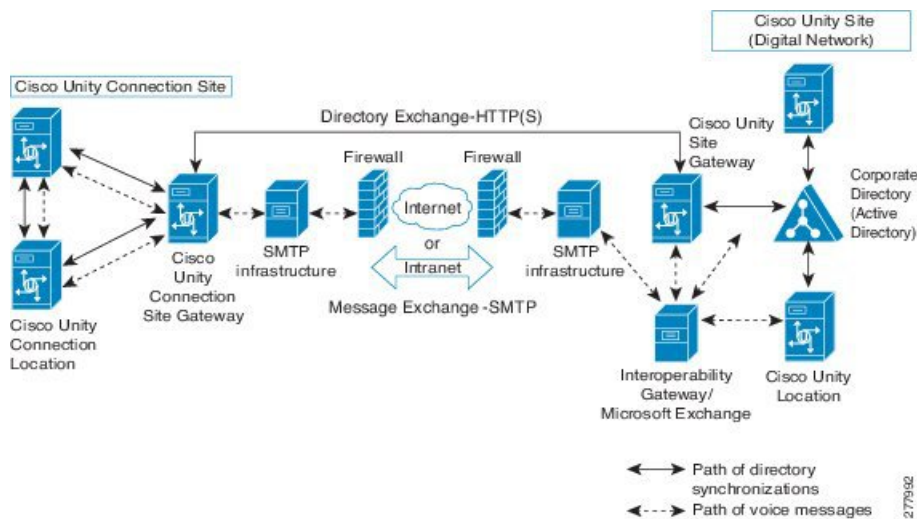 Cisco Unity Site
(Digital Network)
Cisco Unity Connection Site
Directory Exchange-HTTP(S)
Cisco Unity
Site
Gateway
Firewall
Firewall
Corporate
Directory
(Active
Directory)
Internet
or
Intranet
SMTP
infrastructure
SMTP
infrastructure
Cisco
Unity
Connection
Site Gateway
Message Exchange -SMTP
Cisco Unity
Connection
Location
Interoperability
Gateway/
Microsoft Exchange
Cisco Unity
Location
Path of directory
synchronizations
Path of voice messages
277992